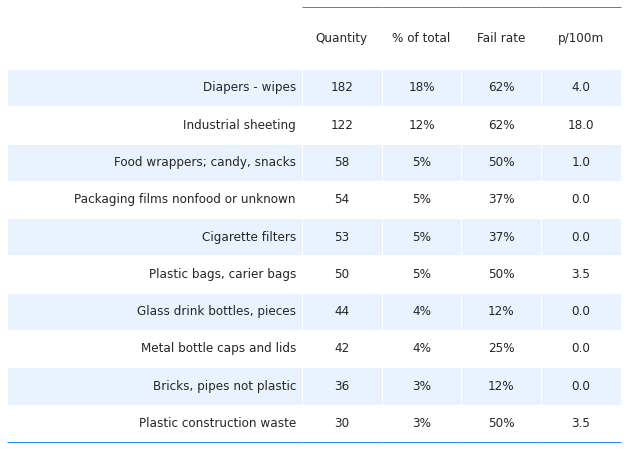 Quantity % of total Fail rate p/100m
Diapers - wipes 182 18% 62% 4.0
Industrial sheeting 122 12% 62% 18.0
Food wrappers; candy, snacks 58 5% 50% 1.0
Packaging films nonfood or unknown 54 5% 37% 0.0
Cigarette filters 53 5% 37% 0.0
Plastic bags, carier bags 50 5% 50% 3.5
Glass drink bottles, pieces 44 4% 12% 0.0
Metal bottle caps and lids 42 4% 25% 0.0
Bricks, pipes not plastic 36 3% 12% 0.0
Plastic construction waste 30 3% 50% 3.5